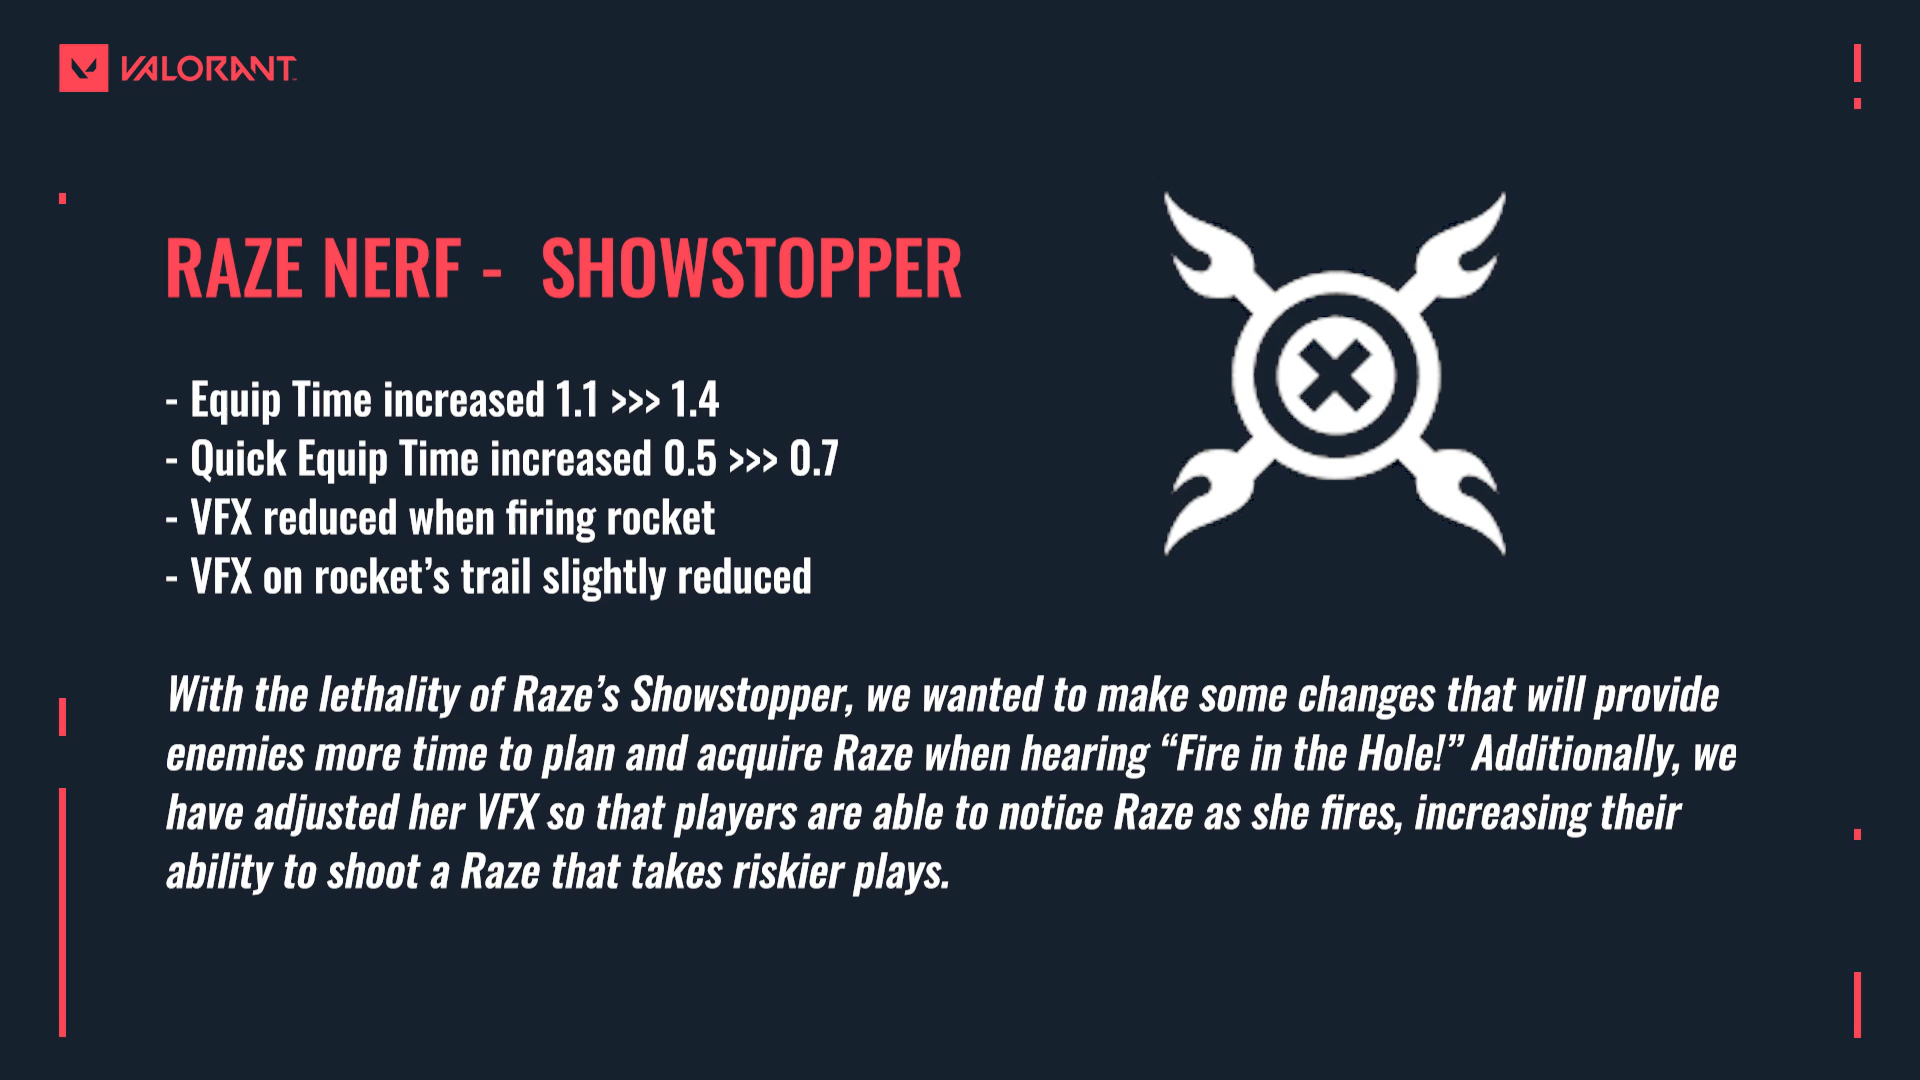 VALORANT
RAZE NERF - SHOWSTOPPER
- Equip Time increased 1.1 >>> 1.4
- Quick Equip Time increased 0.5 >>> 0.7
- VFX reduced when firing rocket
- VFX on rocket’s trail slightly reduced
With the lethality of Raze’s Showstopper, we wanted to make some changes that will provide
enemies more time to plan and acquire Raze when hearing “Fire in the Hole!” Additionally, we
have adjusted her VFX so that players are able to notice Raze as she fires, increasing their
ability to shoot a Raze that takes riskier plays.